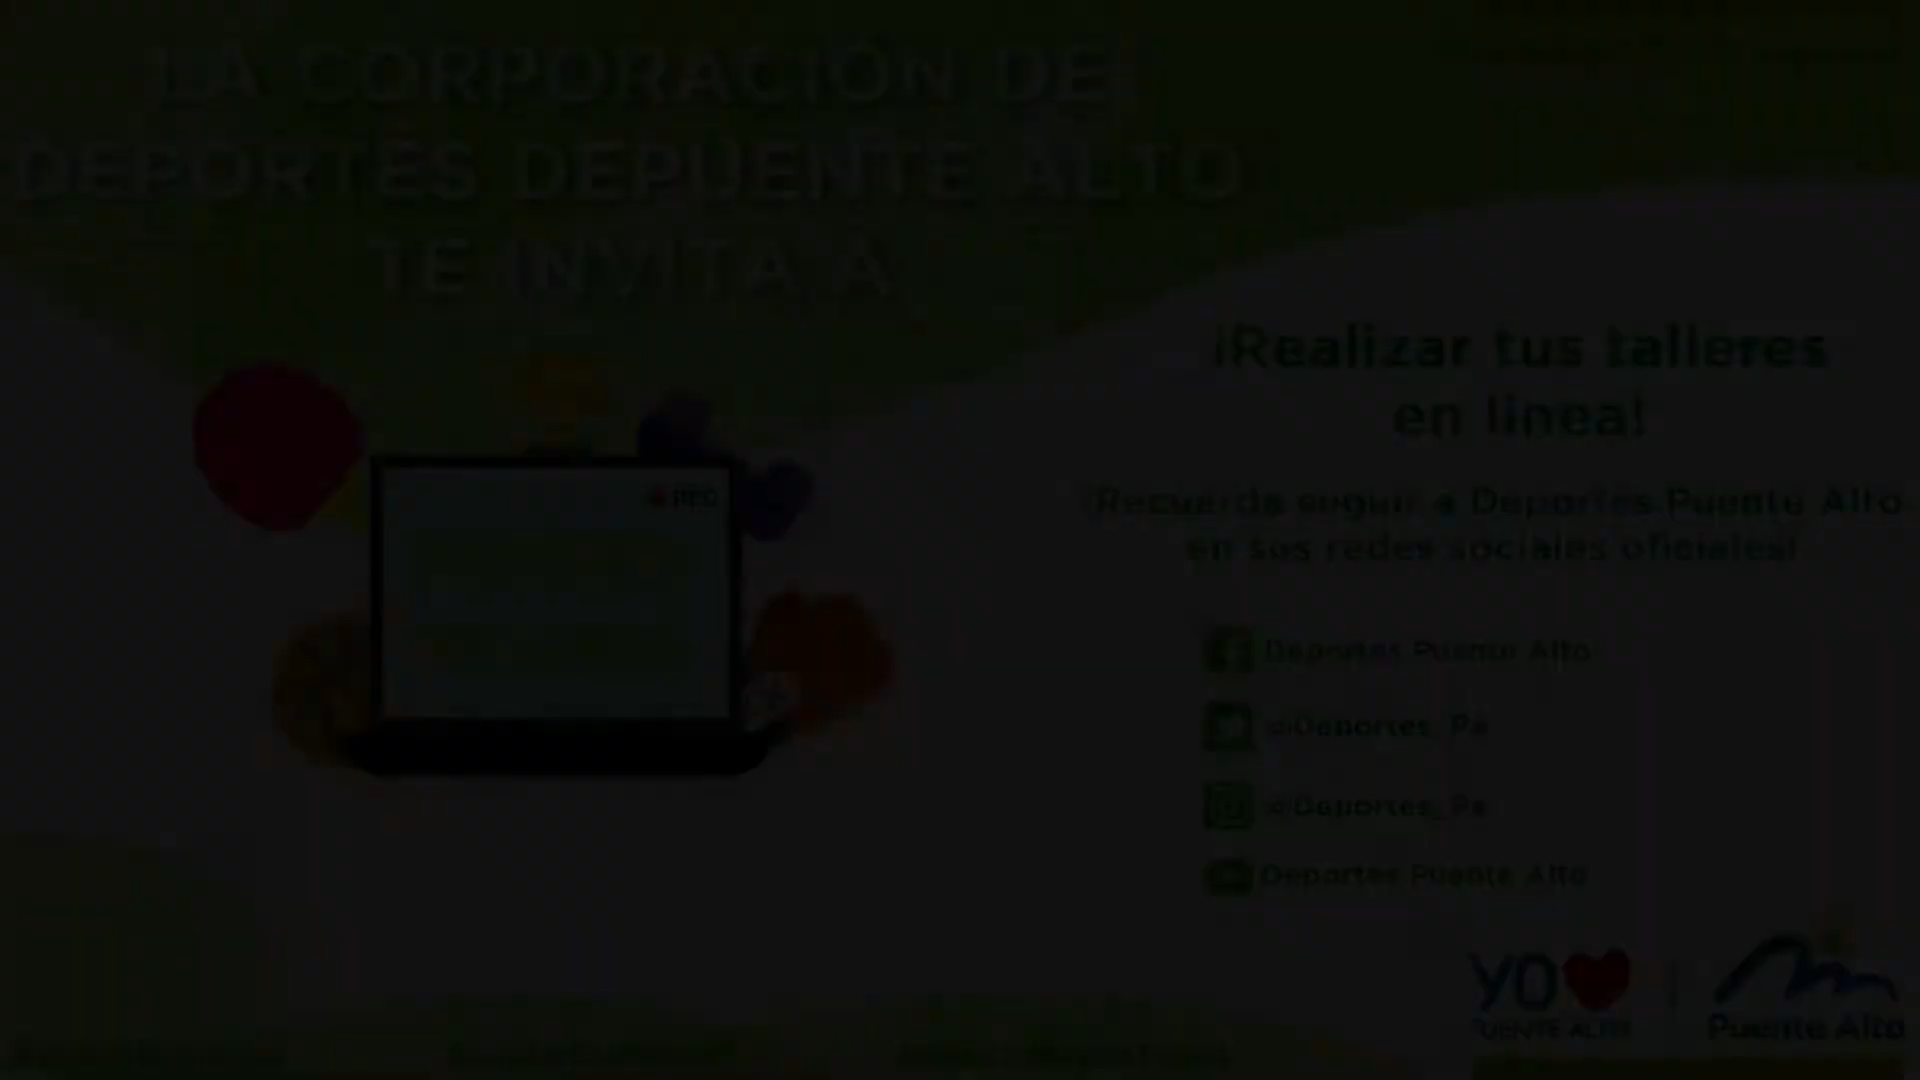 LA CORPORACIÓN DE
DEPORTES DEPUENTE ALTO
TE INVITA A
REC
¡Realizar tus talleres
en línea!
Recuerda seguir a Deportes Puente Alto
en sus redes sociales oficiales!
Deportes Puente Alto
@Deportes_Pa
@Deportes_Pa
Deportes Puente Alto
YO
PUENTE ALTO
Puente Alto